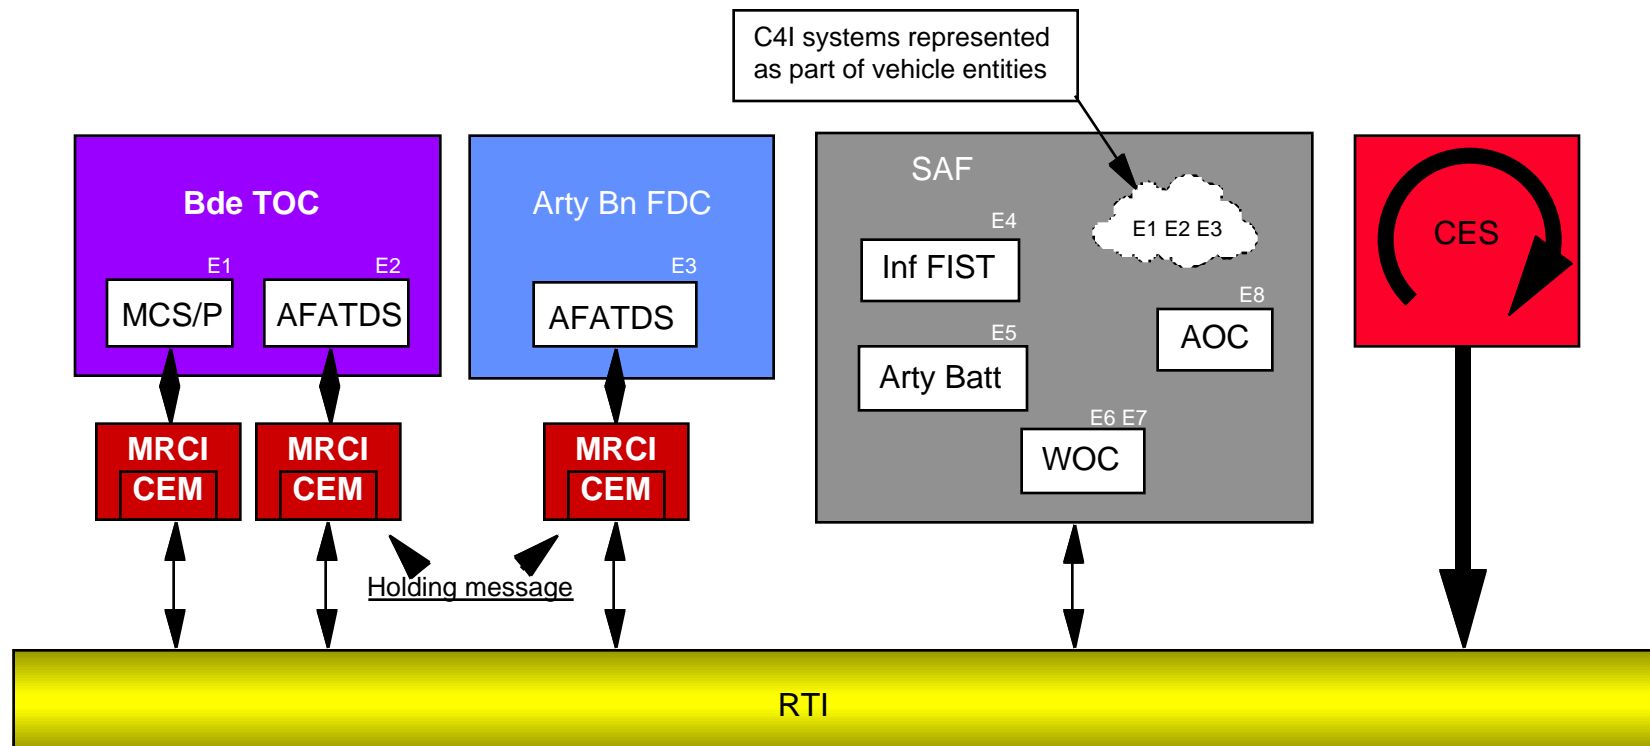 C4I systems represented
as part of vehicle entities
Bde TOC
E1
MCS/P
E2
AFATDS
Arty Bn FDC
E3
AFATDS
SAF
E4
Inf FIST
E1 E2 E3
E5
Arty Batt
E8
AOC
E6 E7
WOC
CES
MRCI
CEM
MRCI
CEM
MRCI
CEM
Holding message
RTI